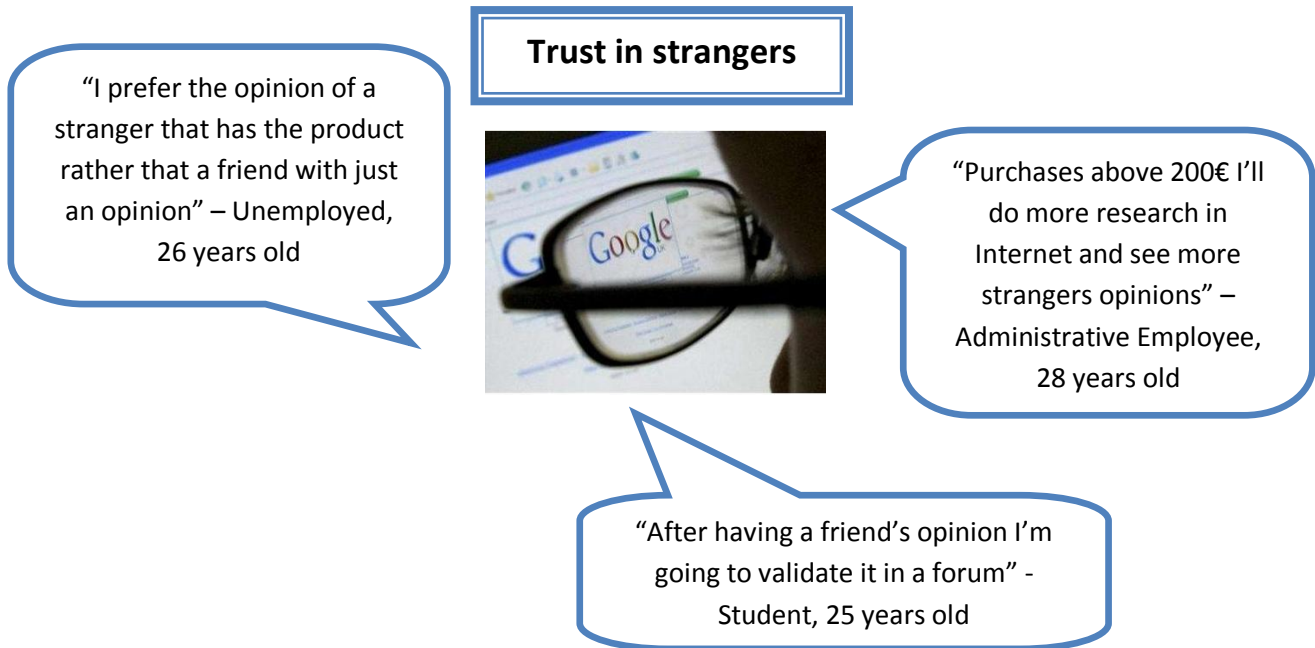 Trust in strangers
“I prefer the opinion of a
stranger that has the product
rather that a friend with just
an opinion” – Unemployed,
26 years old
G
Google
“Purchases above 200€ I’ll
do more research in
Internet and see more
strangers opinions” –
Administrative Employee,
28 years old
“After having a friend’s opinion I’m
going to validate it in a forum” -
Student, 25 years old